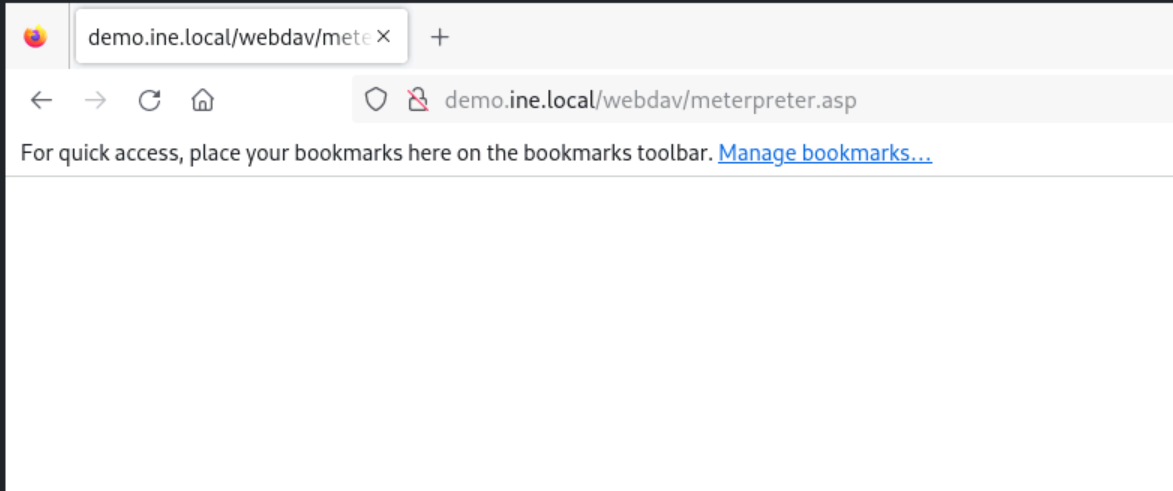 demo.ine.local/webdav/mete
demo.ine.local/webdav/meterpreter.asp
For quick access, place your bookmarks here on the bookmarks toolbar. Manage bookmarks...